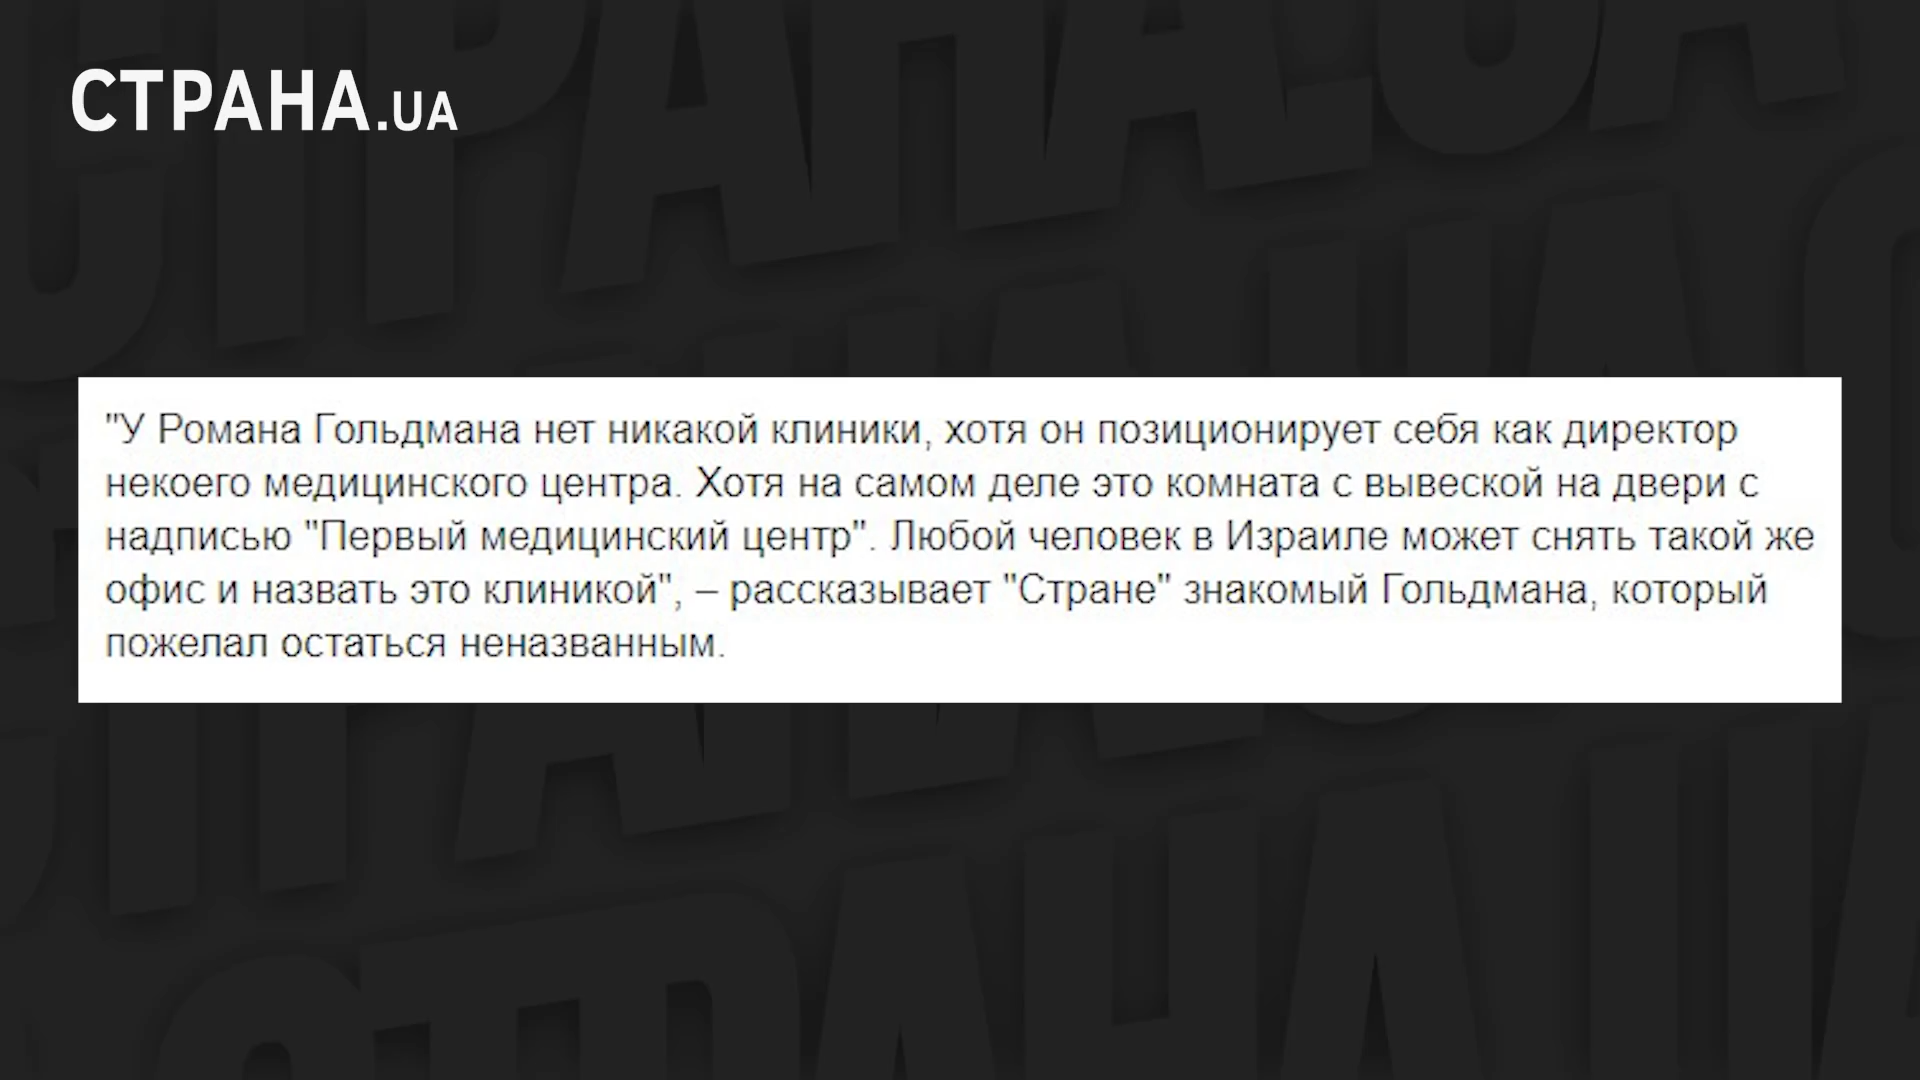 СТРАНА.UA
"У Романа Гольдмана нет никакой клиники, хотя он позиционирует себя как директор
некоего медицинского центра. Хотя на самом деле это комната с вывеской на двери с
надписью "Первый медицинский центр". Любой человек в Израиле может снять такой же
офис и назвать это клиникой", – рассказывает "Стране" знакомый Гольдмана, который
пожелал остаться неназванным.